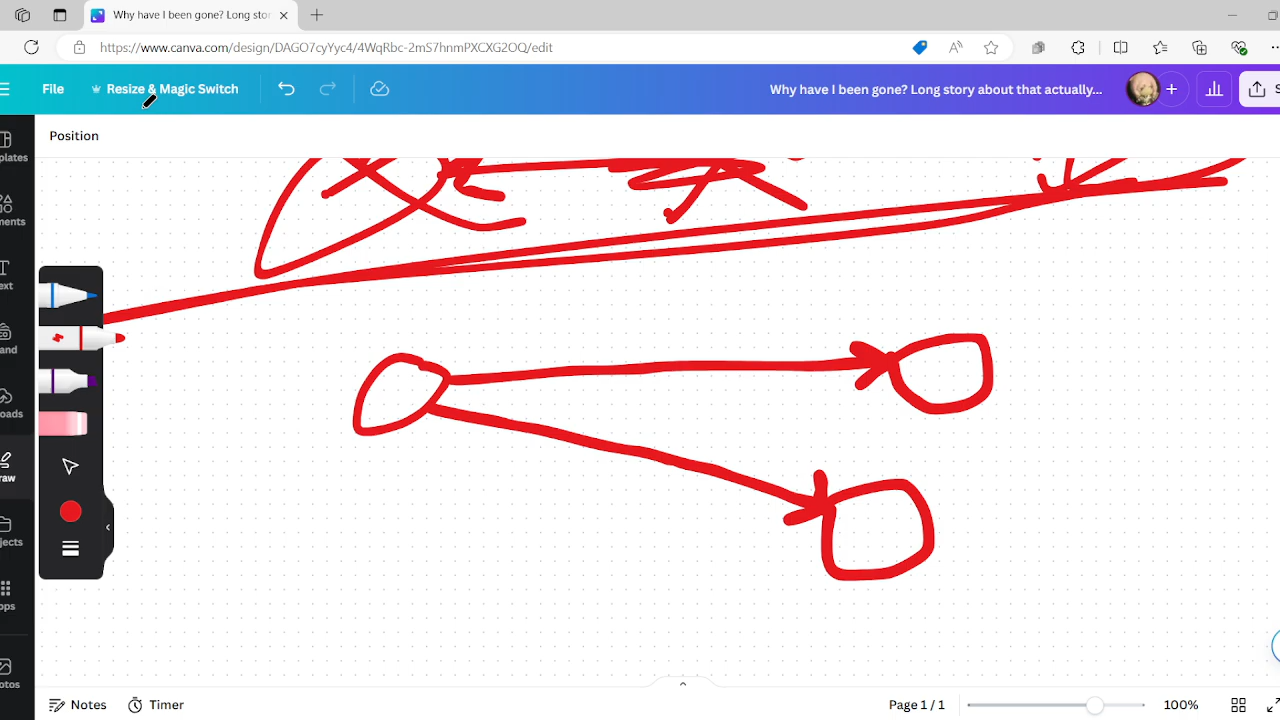 Why have I been gone? Long stor
https://www.canva.com/design/DAGO7cyYyc4/4WqRbc-2mS7hnmPXCXG2OQ/edit
File
Resize & Magic Switch
Why have I been gone? Long story about that actually...
S
Position
plates
ments
ext
and
oads
raw
jects
pps
otos
Notes
Timer
Page 1 / 1
100%